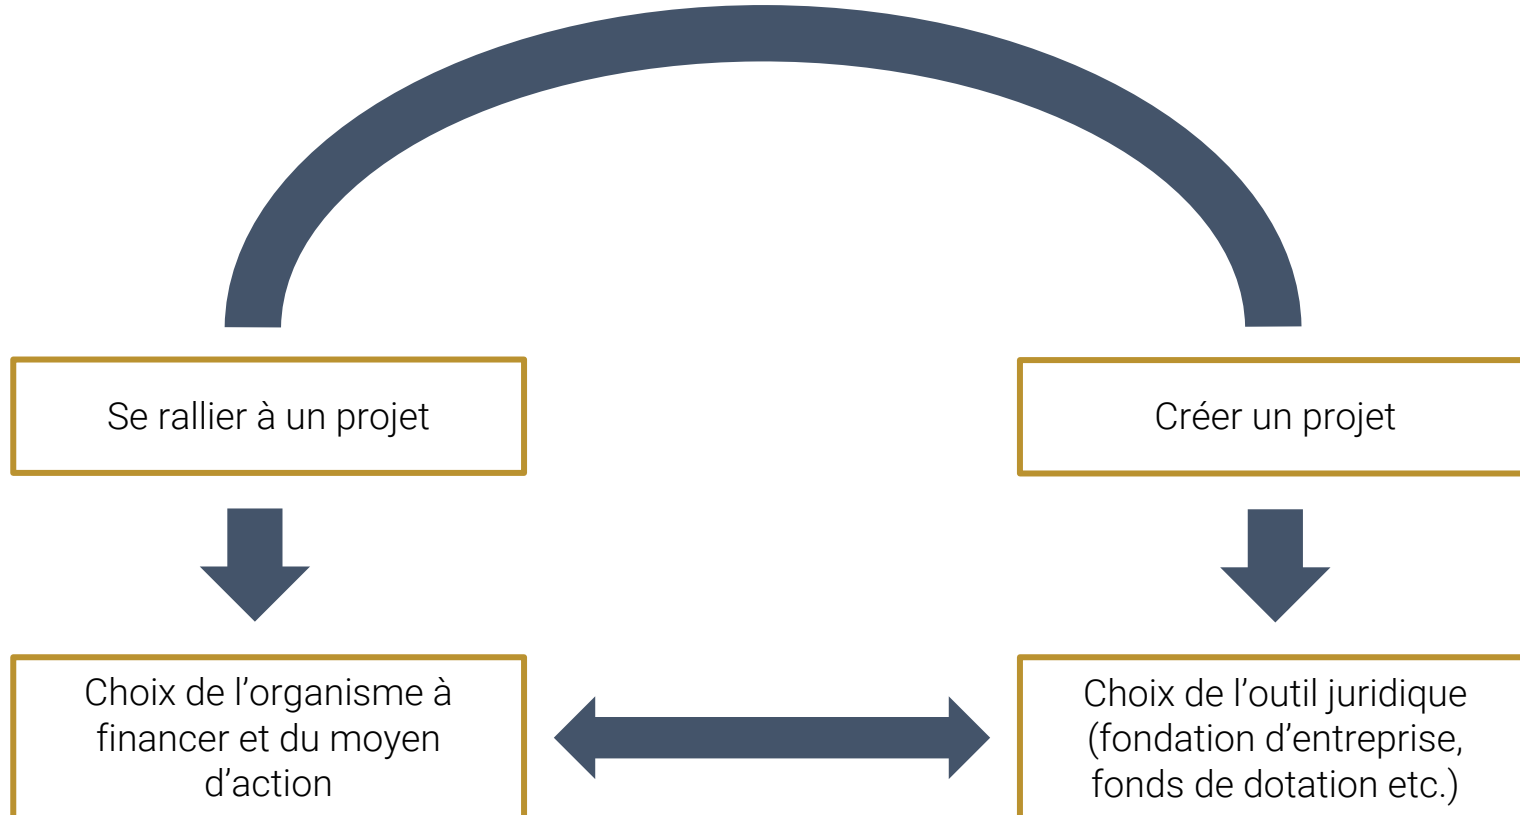 Se rallier à un projet
Créer un projet
Choix de l’organisme à
financer et du moyen
d’action
Choix de l’outil juridique
(fondation d’entreprise,
fonds de dotation etc.)